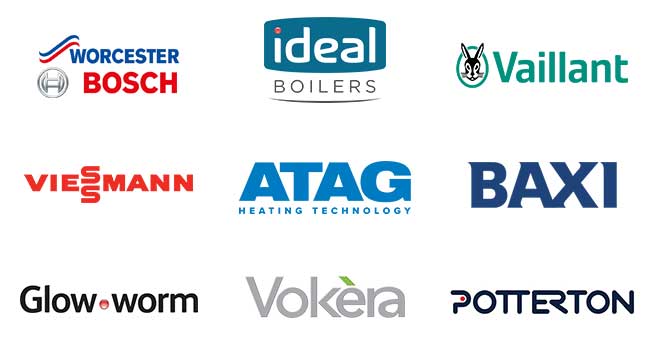 WORCESTER
BOSCH
ideal
BOILERS
Vaillant
VIESSMANN
ATAG
HEATING TECHNOLOGY
BAXI
Glow-worm
Vokèra
POTTERTON